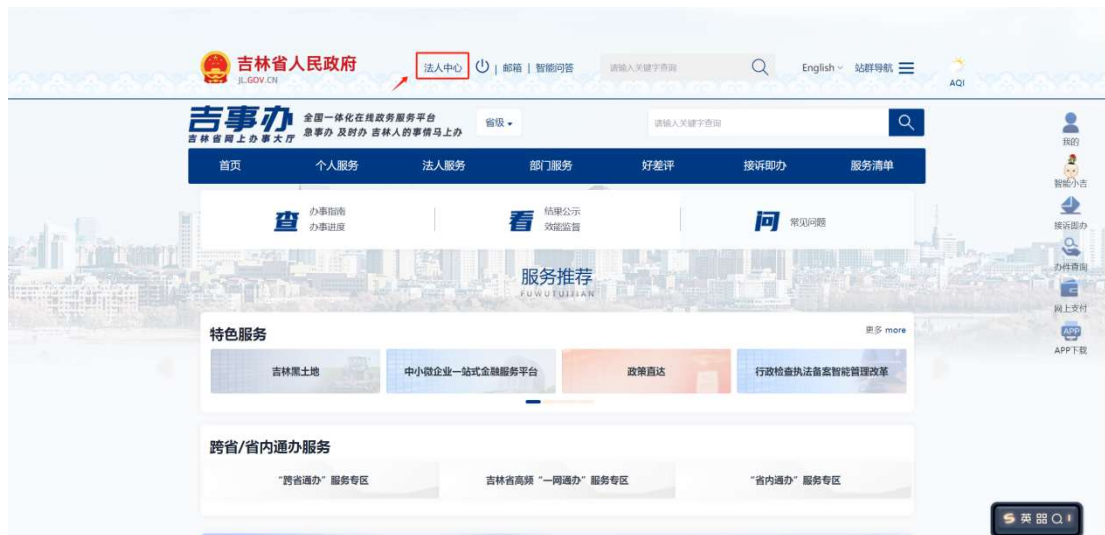 吉林省人民政府
JL.GOV.CN
法人中心 | 邮箱 | 智能问答
请输入关键字查询
English 站群导航
AQI
吉事办
吉林省网上办事大厅
全国一体化在线政务服务平台
急事办 及时办 吉林人的事情马上办
省级
请输入关键字查询
首页 个人服务 法人服务 部门服务 好差评 接诉即办 服务清单
查 办事指南
办事进度
看 结果公示
效能监督
问 常见问题
服务推荐
FUWUTUIJIAN
特色服务
更多 more
吉林黑土地 中小微企业一站式金融服务平台 政策直达 行政检查执法备案智能管理改革
跨省/省内通办服务
“跨省通办”服务专区 吉林省高频“一网通办”服务专区 “省内通办”服务专区
我的
智能小吉
接诉即办
办件查询
网上支付
APP
APP下载
英